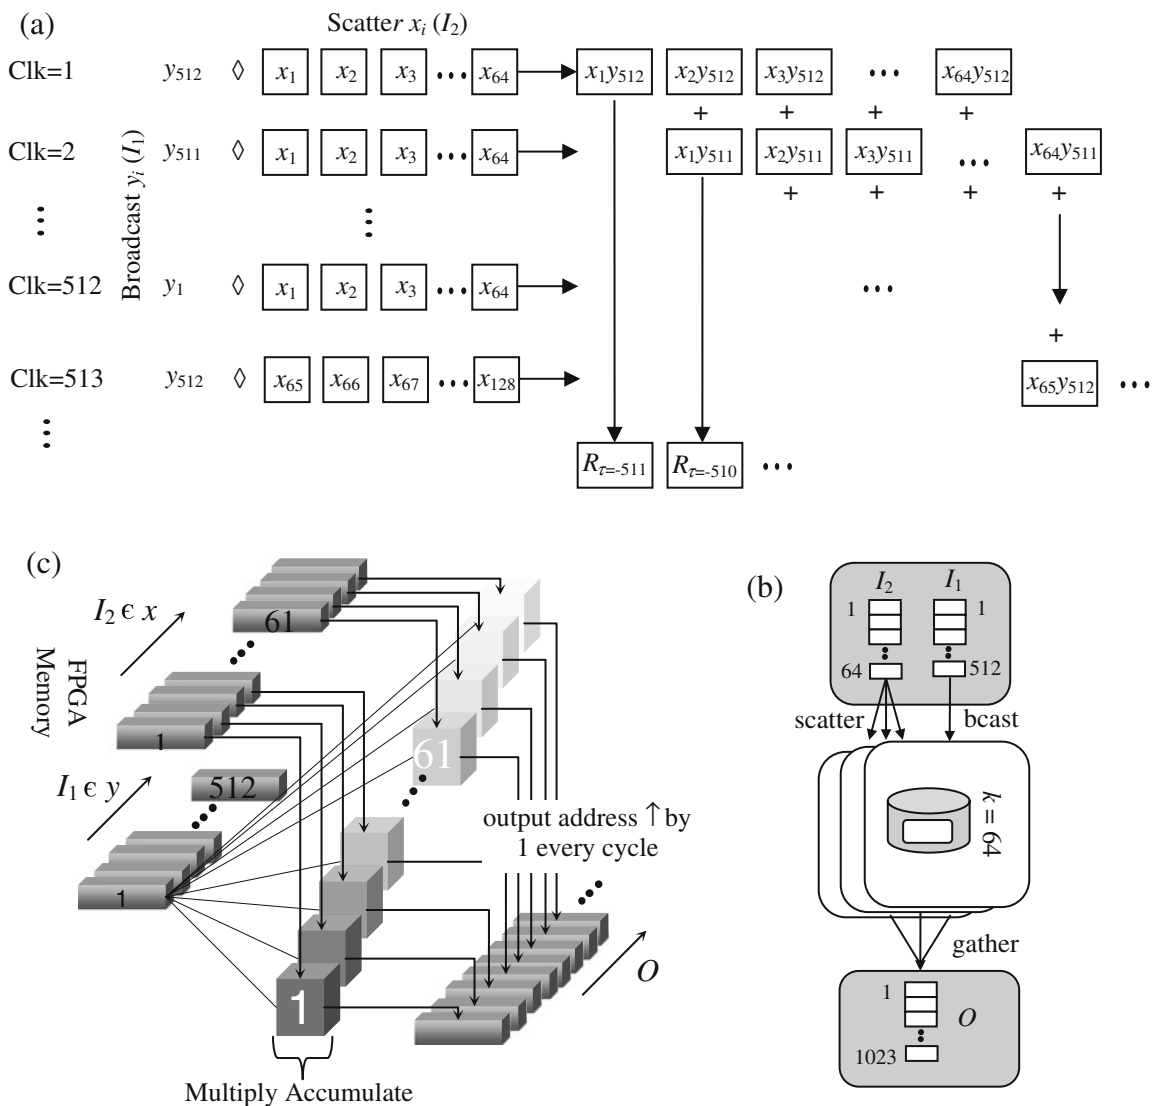 (a)
Scatter x_i (I_2)
Broadcast y_i (I_1)
Clk=1 y_512 ◊ x_1 x_2 x_3 ••• x_64 x_1y_512 x_2y_512 x_3y_512 ••• x_64y_512
+ + + +
Clk=2 y_511 ◊ x_1 x_2 x_3 ••• x_64 x_1y_511 x_2y_511 x_3y_511 ••• x_64y_511
+ + + +
Clk=512 y_1 ◊ x_1 x_2 x_3 ••• x_64 •••
+
Clk=513 y_512 ◊ x_65 x_66 x_67 ••• x_128 x_65y_512 •••
R_τ=-511 R_τ=-510 •••
(c)
I_2 ϵ x
FPGA
Memory
61
1
I_1 ϵ y
512
1
61
output address ↑ by
1 every cycle
1
O
Multiply Accumulate
(b)
I_2 I_1
1 1
64 512
scatter bcast
k = 64
gather
1
O
1023